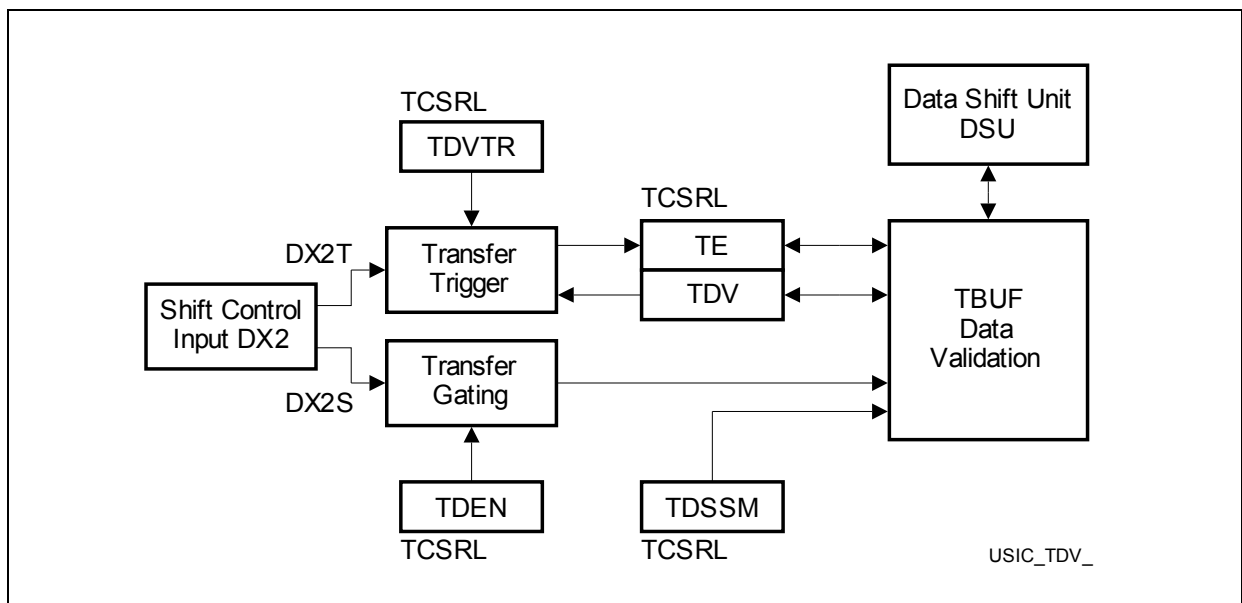 TCSRL
TDVTR
Data Shift Unit
DSU
TCSRL
DX2T
Transfer
Trigger
TE
TDV
Shift Control
Input DX2
TBUF
Data
Validation
DX2S
Transfer
Gating
TDEN
TCSRL
TDSSM
TCSRL
USIC_TDV_